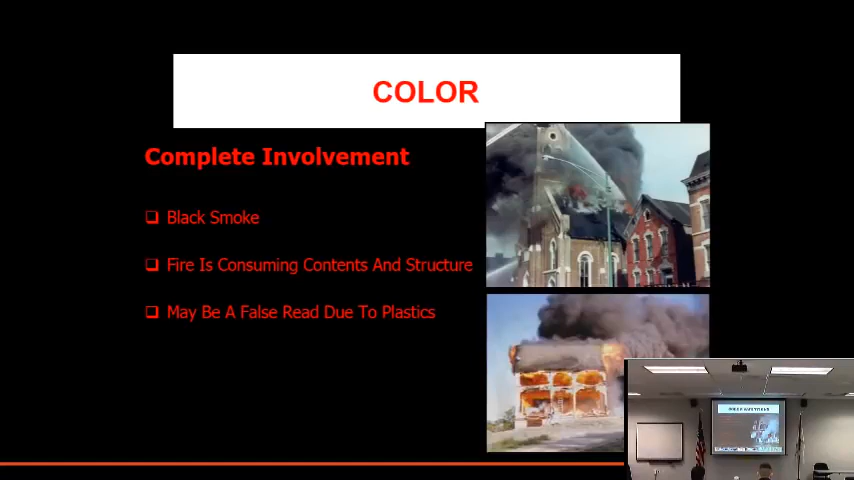 COLOR
Complete Involvement
❑ Black Smoke
❑ Fire Is Consuming Contents And Structure
❑ May Be A False Read Due To Plastics